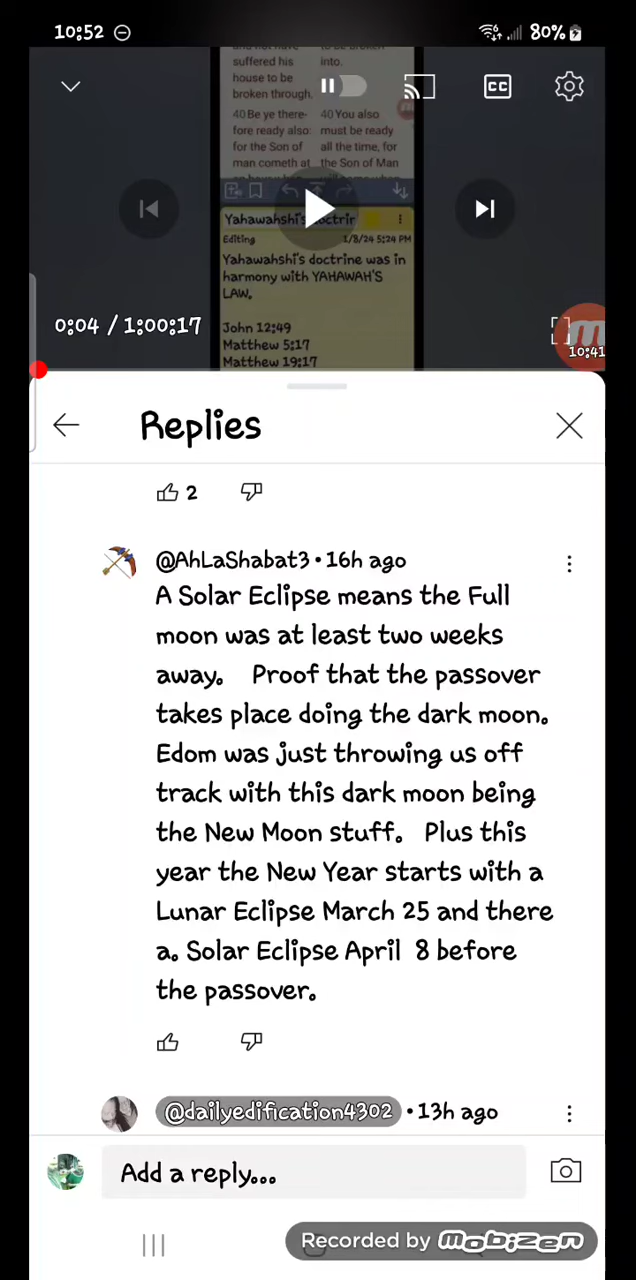 10:52
80%
suffered his
house to be
broken through.
into.
40 Be ye there-
fore ready also:
for the Son of
man cometh at
40 You also
must be ready
all the time, for
the Son of Man
Yahawahshi's
Editing
1/8/24 5:24 PM
Yahawahshi's doctrine was in
harmony with YAHAWAH'S
LAW.
John 12:49
Matthew 5:17
Matthew 19:17
CC
0:04 / 1:00:17
10:41
Replies
2
@AhLaShabat3 • 16h ago
A Solar Eclipse means the Full
moon was at least two weeks
away. Proof that the passover
takes place doing the dark moon.
Edom was just throwing us off
track with this dark moon being
the New Moon stuff. Plus this
year the New Year starts with a
Lunar Eclipse March 25 and there
a. Solar Eclipse April 8 before
the passover.
@dailyedification4302 • 13h ago
Add a reply...
Recorded by mobizen